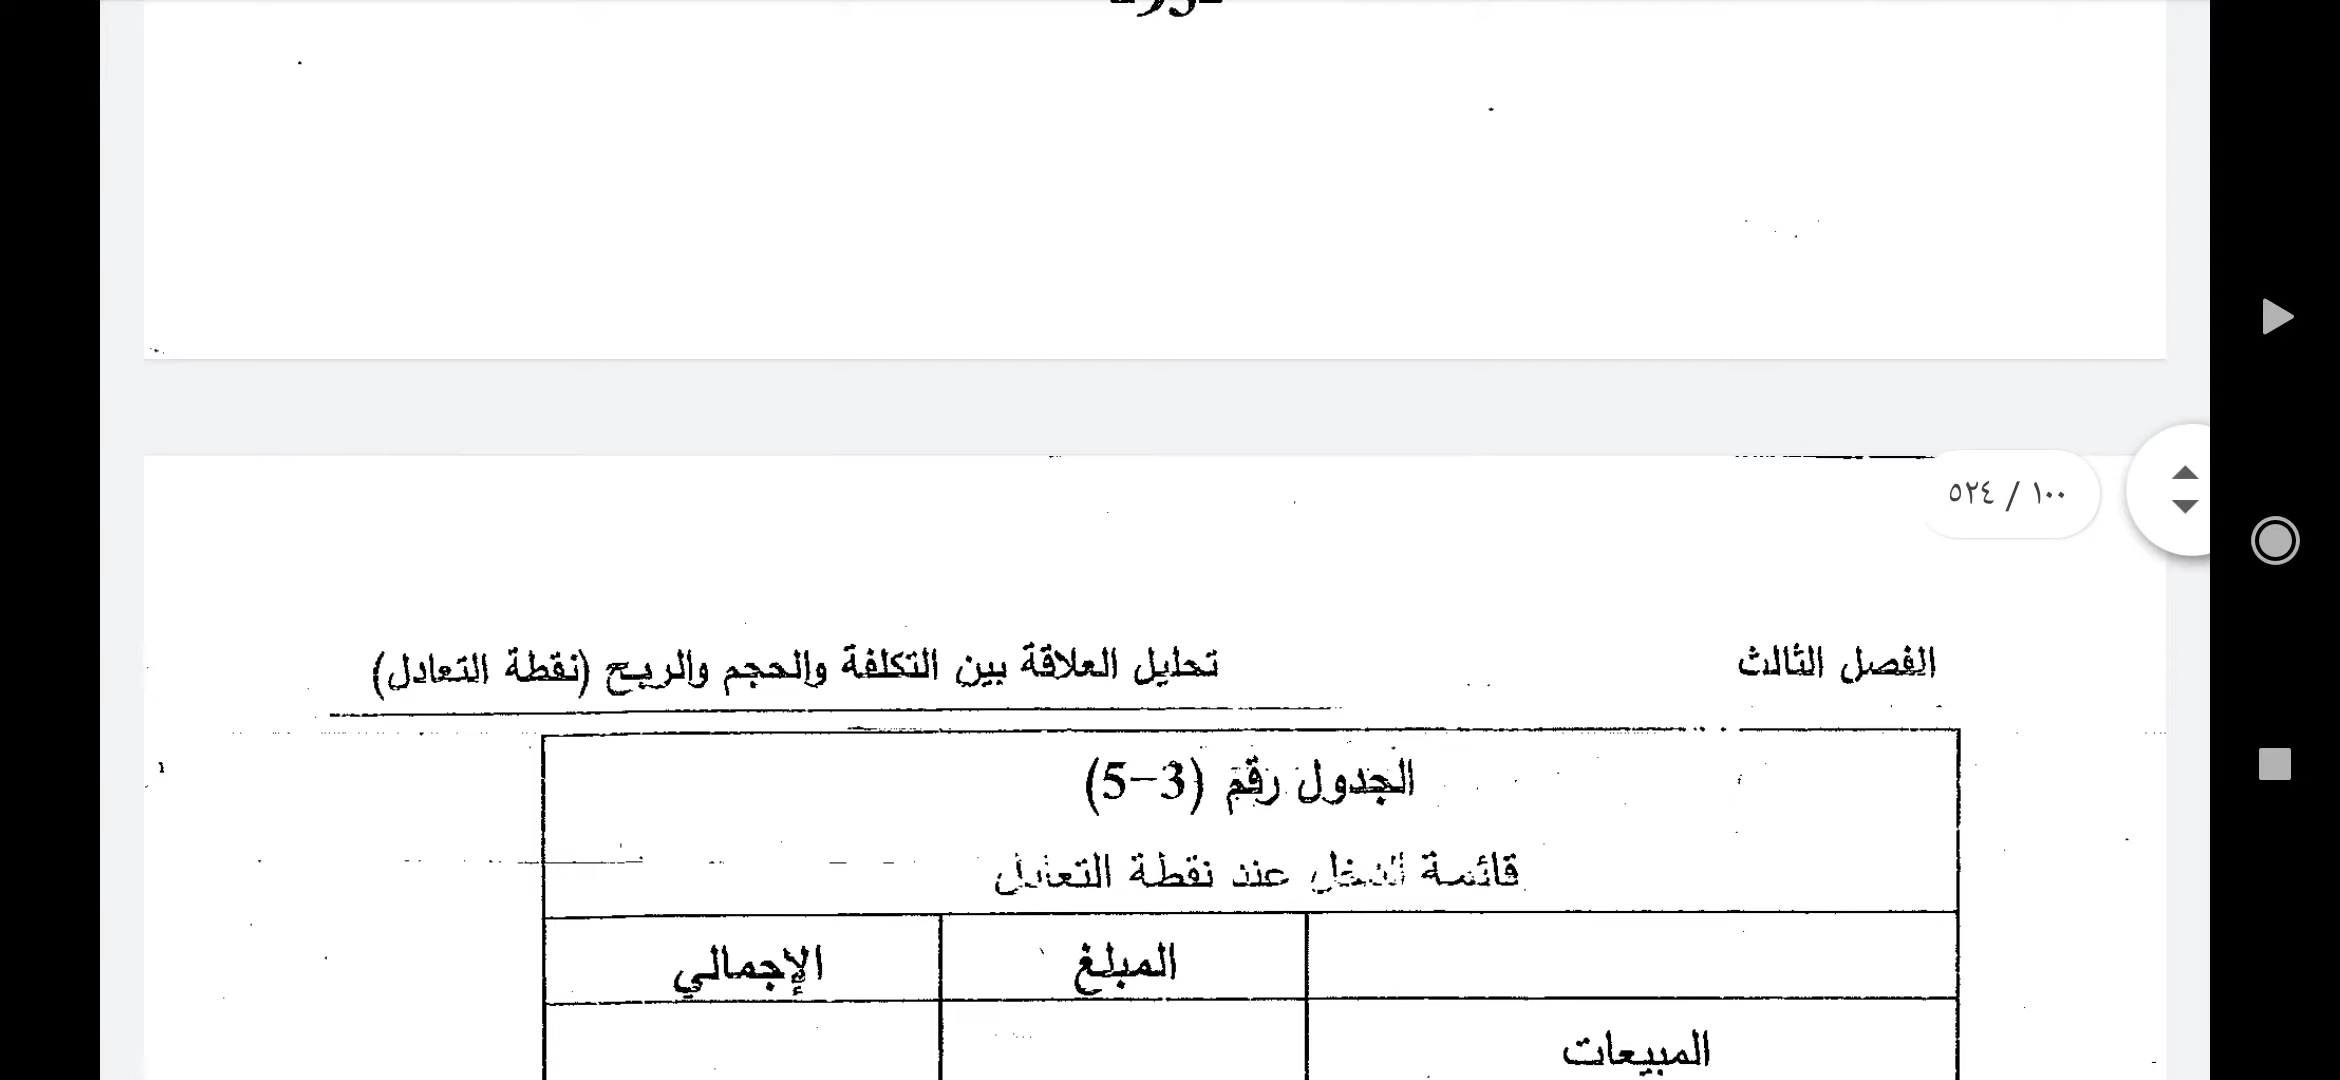 ١٠٠ / ٥٢٤
الفصل الثالث
تحليل العلاقة بين التكلفة والحجم والربح (نقطة التعادل)
الجدول رقم (3-5)
قائمة الدخل عند نقطة التعادل
المبلغ
الإجمالي
المبيعات